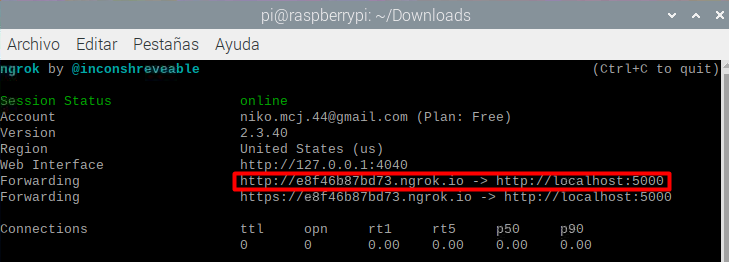 pi@raspberrypi: ~/Downloads
Archivo Editar Pestañas Ayuda
ngrok by @inconshreveable (Ctrl+C to quit)
Session Status online
Account niko.mcj.44@gmail.com (Plan: Free)
Version 2.3.40
Region United States (us)
Web Interface http://127.0.0.1:4040
Forwarding http://e8f46b87bd73.ngrok.io -> http://localhost:5000
Forwarding https://e8f46b87bd73.ngrok.io -> http://localhost:5000
Connections ttl opn rt1 rt5 p50 p90
0 0 0.00 0.00 0.00 0.00